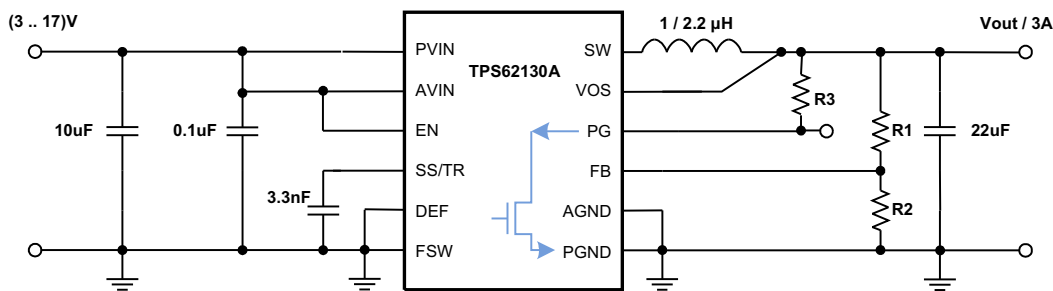 (3 .. 17)V
1 / 2.2 µH
Vout / 3A
TPS62130A
PVIN
AVIN
EN
SS/TR
DEF
FSW
SW
VOS
PG
FB
AGND
PGND
10uF
0.1uF
3.3nF
R3
R1
R2
22uF